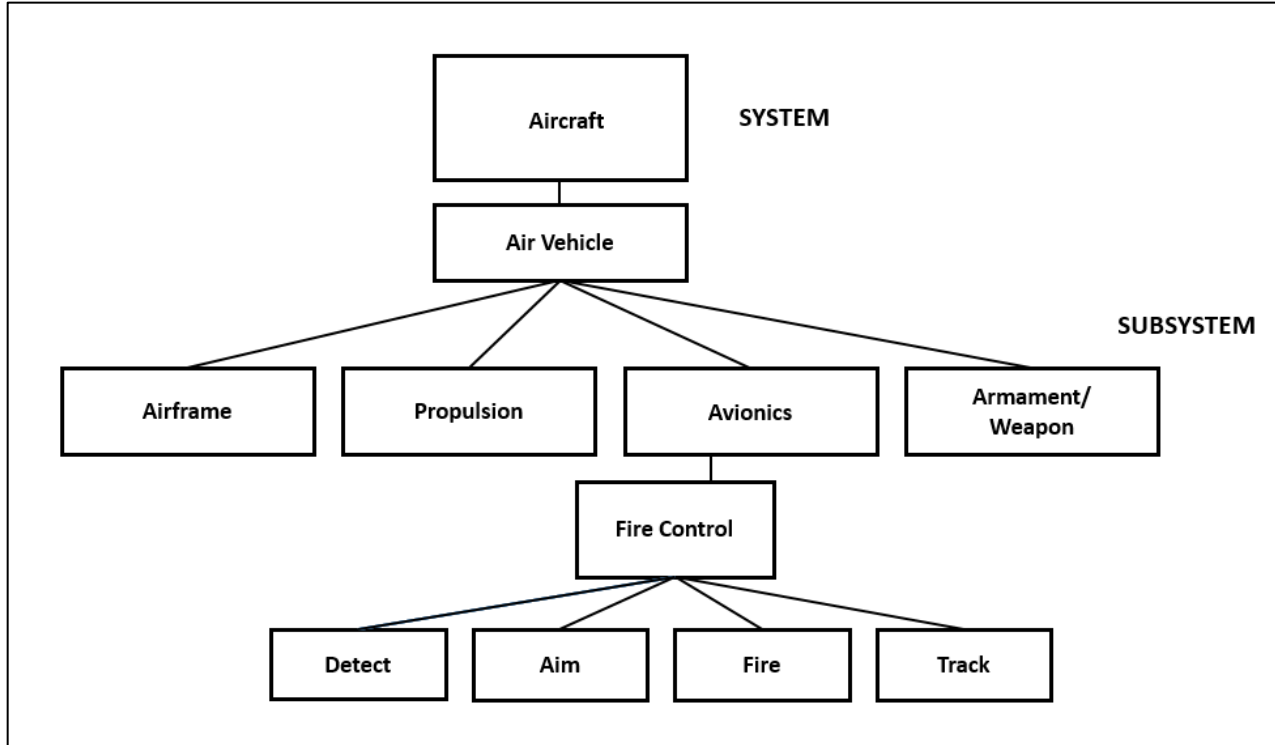 Aircraft
SYSTEM
Air Vehicle
SUBSYSTEM
Airframe
Propulsion
Avionics
Armament/
Weapon
Fire Control
Detect
Aim
Fire
Track